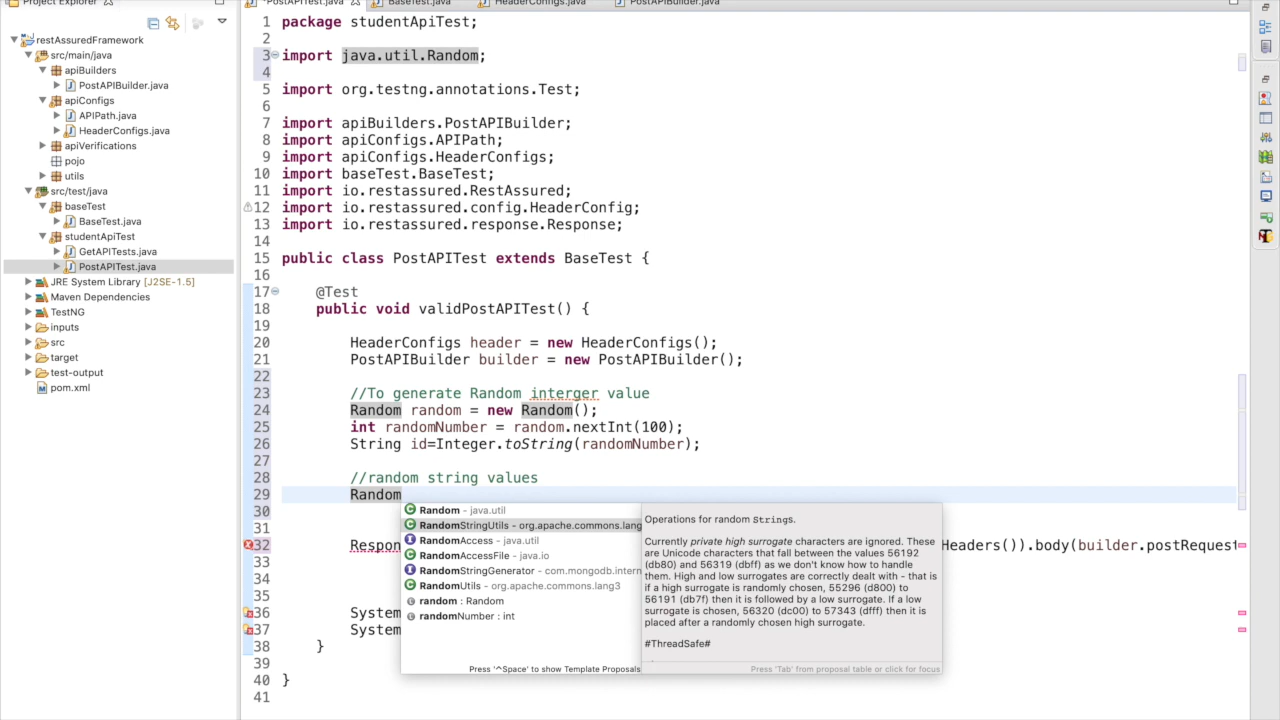 Project Explorer
*PostAPITest.java
BaseTest.java
HeaderConfigs.java
PostAPIBuilder.java
restAssuredFramework
src/main/java
apiBuilders
PostAPIBuilder.java
apiConfigs
APIPath.java
HeaderConfigs.java
apiVerifications
pojo
utils
src/test/java
baseTest
BaseTest.java
studentApiTest
GetAPITests.java
PostAPITest.java
JRE System Library [J2SE-1.5]
Maven Dependencies
TestNG
inputs
src
target
test-output
pom.xml
1 package studentApiTest;
2
3 import java.util.Random;
4
5 import org.testng.annotations.Test;
6
7 import apiBuilders.PostAPIBuilder;
8 import apiConfigs.APIPath;
9 import apiConfigs.HeaderConfigs;
10 import baseTest.BaseTest;
11 import io.restassured.RestAssured;
12 import io.restassured.config.HeaderConfig;
13 import io.restassured.response.Response;
14
15 public class PostAPITest extends BaseTest {
16
17 @Test
18 public void validPostAPITest() {
19
20 HeaderConfigs header = new HeaderConfigs();
21 PostAPIBuilder builder = new PostAPIBuilder();
22
23 //To generate Random interger value
24 Random random = new Random();
25 int randomNumber = random.nextInt(100);
26 String id=Integer.toString(randomNumber);
27
28 //random string values
29 Random
30
31
32 Respon Headers()).body(builder.postRequest
33
34
35
36 System
37 System
38 }
39
40 }
41
Random - java.util
RandomStringUtils - org.apache.commons.lang
RandomAccess - java.util
RandomAccessFile - java.io
RandomStringGenerator - com.mongodb.intern
RandomUtils - org.apache.commons.lang3
random : Random
randomNumber : int
Press '^Space' to show Template Proposals
Operations for random Strings.
Currently private high surrogate characters are ignored. These
are Unicode characters that fall between the values 56192
(db80) and 56319 (dbff) as we don't know how to handle
them. High and low surrogates are correctly dealt with - that is
if a high surrogate is randomly chosen, 55296 (d800) to
56191 (db7f) then it is followed by a low surrogate. If a low
surrogate is chosen, 56320 (dc00) to 57343 (dfff) then it is
placed after a randomly chosen high surrogate.
#ThreadSafe#
Press 'Tab' from proposal table or click for focus